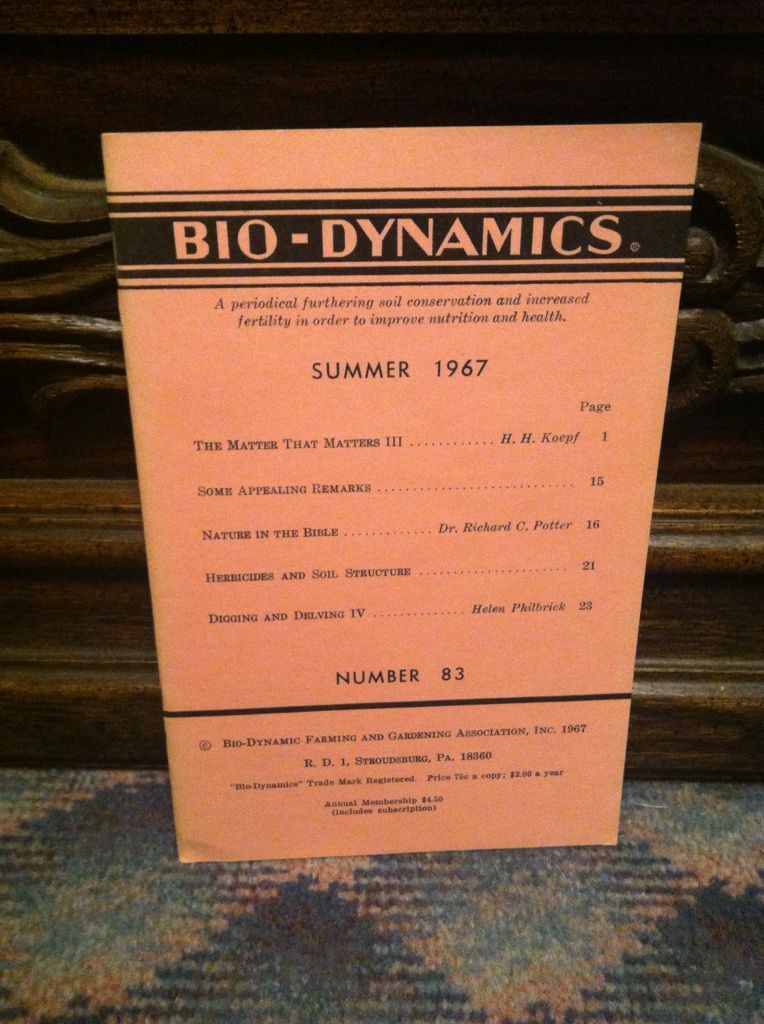 BIO-DYNAMICS®
A periodical furthering soil conservation and increased
fertility in order to improve nutrition and health.
SUMMER 1967
Page
THE MATTER THAT MATTERS III ............ H. H. Koepf 1
SOME APPEALING REMARKS ............................ 15
NATURE IN THE BIBLE ............. Dr. Richard C. Potter 16
HERBICIDES AND SOIL STRUCTURE ...................... 21
DIGGING AND DELVING IV .............. Helen Philbrick 23
NUMBER 83
© BIO-DYNAMIC FARMING AND GARDENING ASSOCIATION, INC. 1967
R. D. 1, STROUDSBURG, PA. 18360
"Bio-Dynamics" Trade Mark Registered. Price 75c a copy; $2.00 a year
Annual Membership $4.50
(includes subscription)